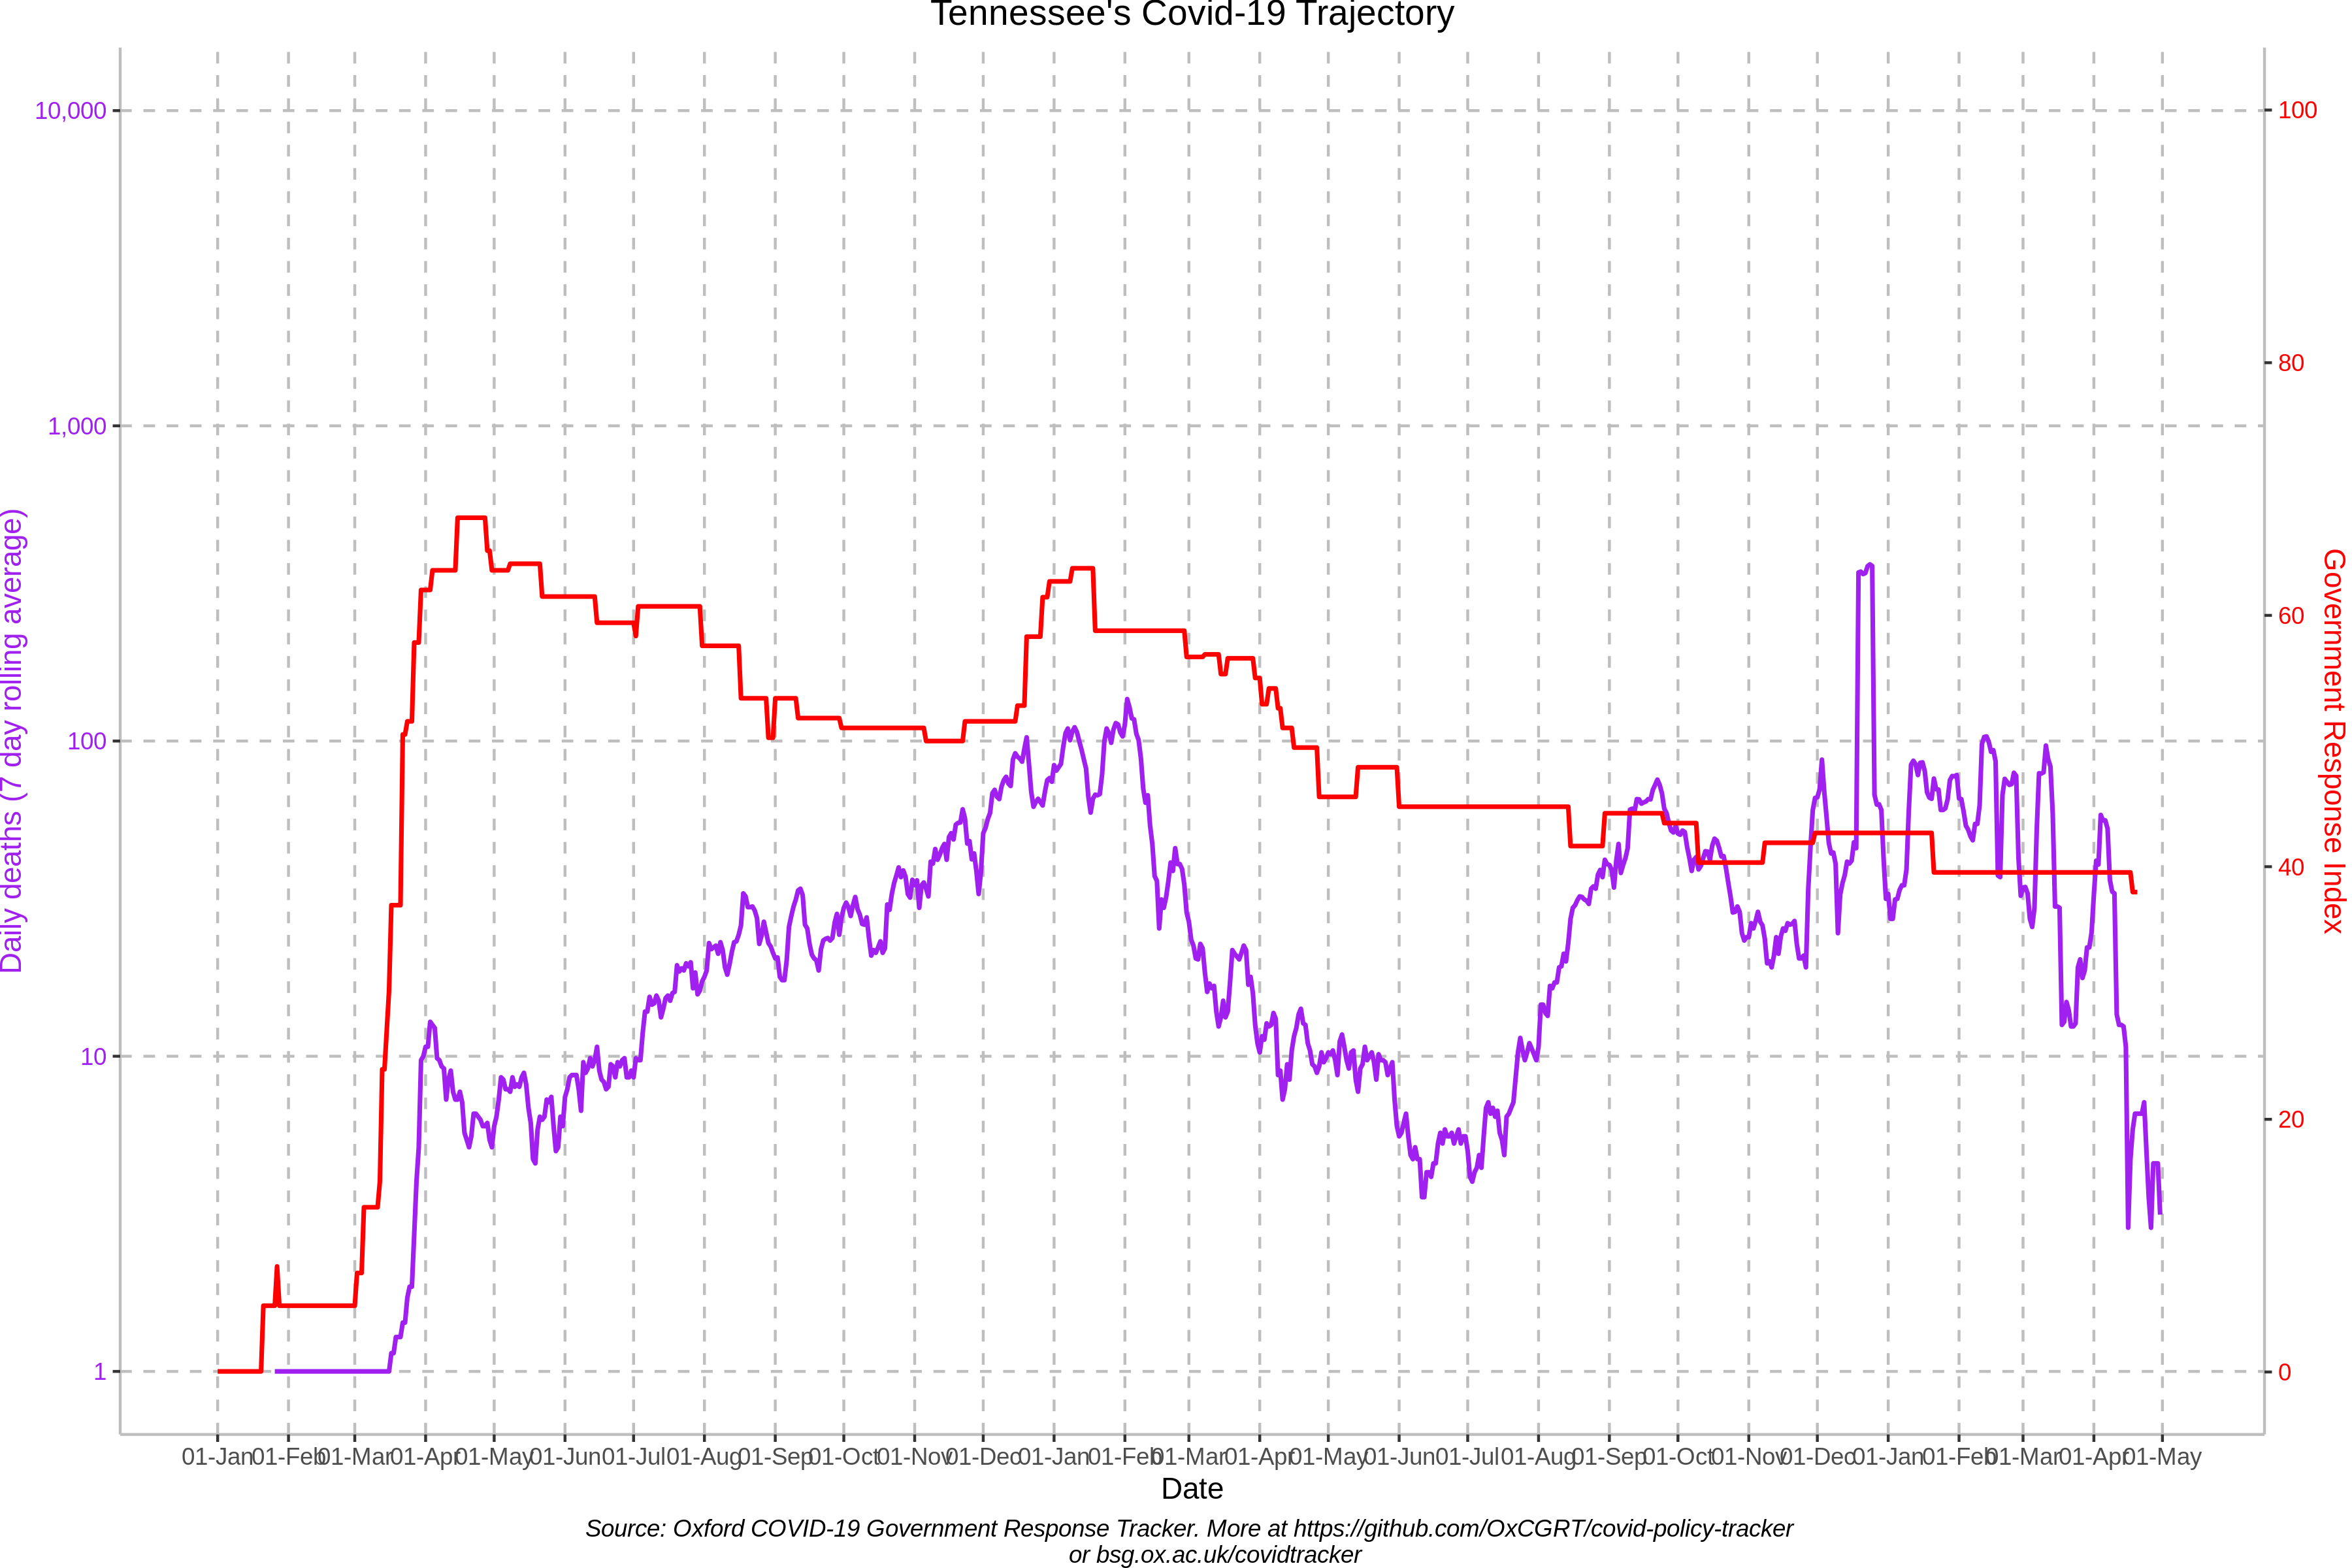 Tennessee's Covid-19 Trajectory
10,000
1,000
100
10
1
Daily deaths (7 day rolling average)
100
80
60
40
20
0
Government Response Index
01-Jan 01-Feb 01-Mar 01-Apr 01-May 01-Jun 01-Jul 01-Aug 01-Sep 01-Oct 01-Nov 01-Dec 01-Jan 01-Feb 01-Mar 01-Apr 01-May 01-Jun 01-Jul 01-Aug 01-Sep 01-Oct 01-Nov 01-Dec 01-Jan 01-Feb 01-Mar 01-Apr 01-May
Date
Source: Oxford COVID-19 Government Response Tracker. More at https://github.com/OxCGRT/covid-policy-tracker
or bsg.ox.ac.uk/covidtracker